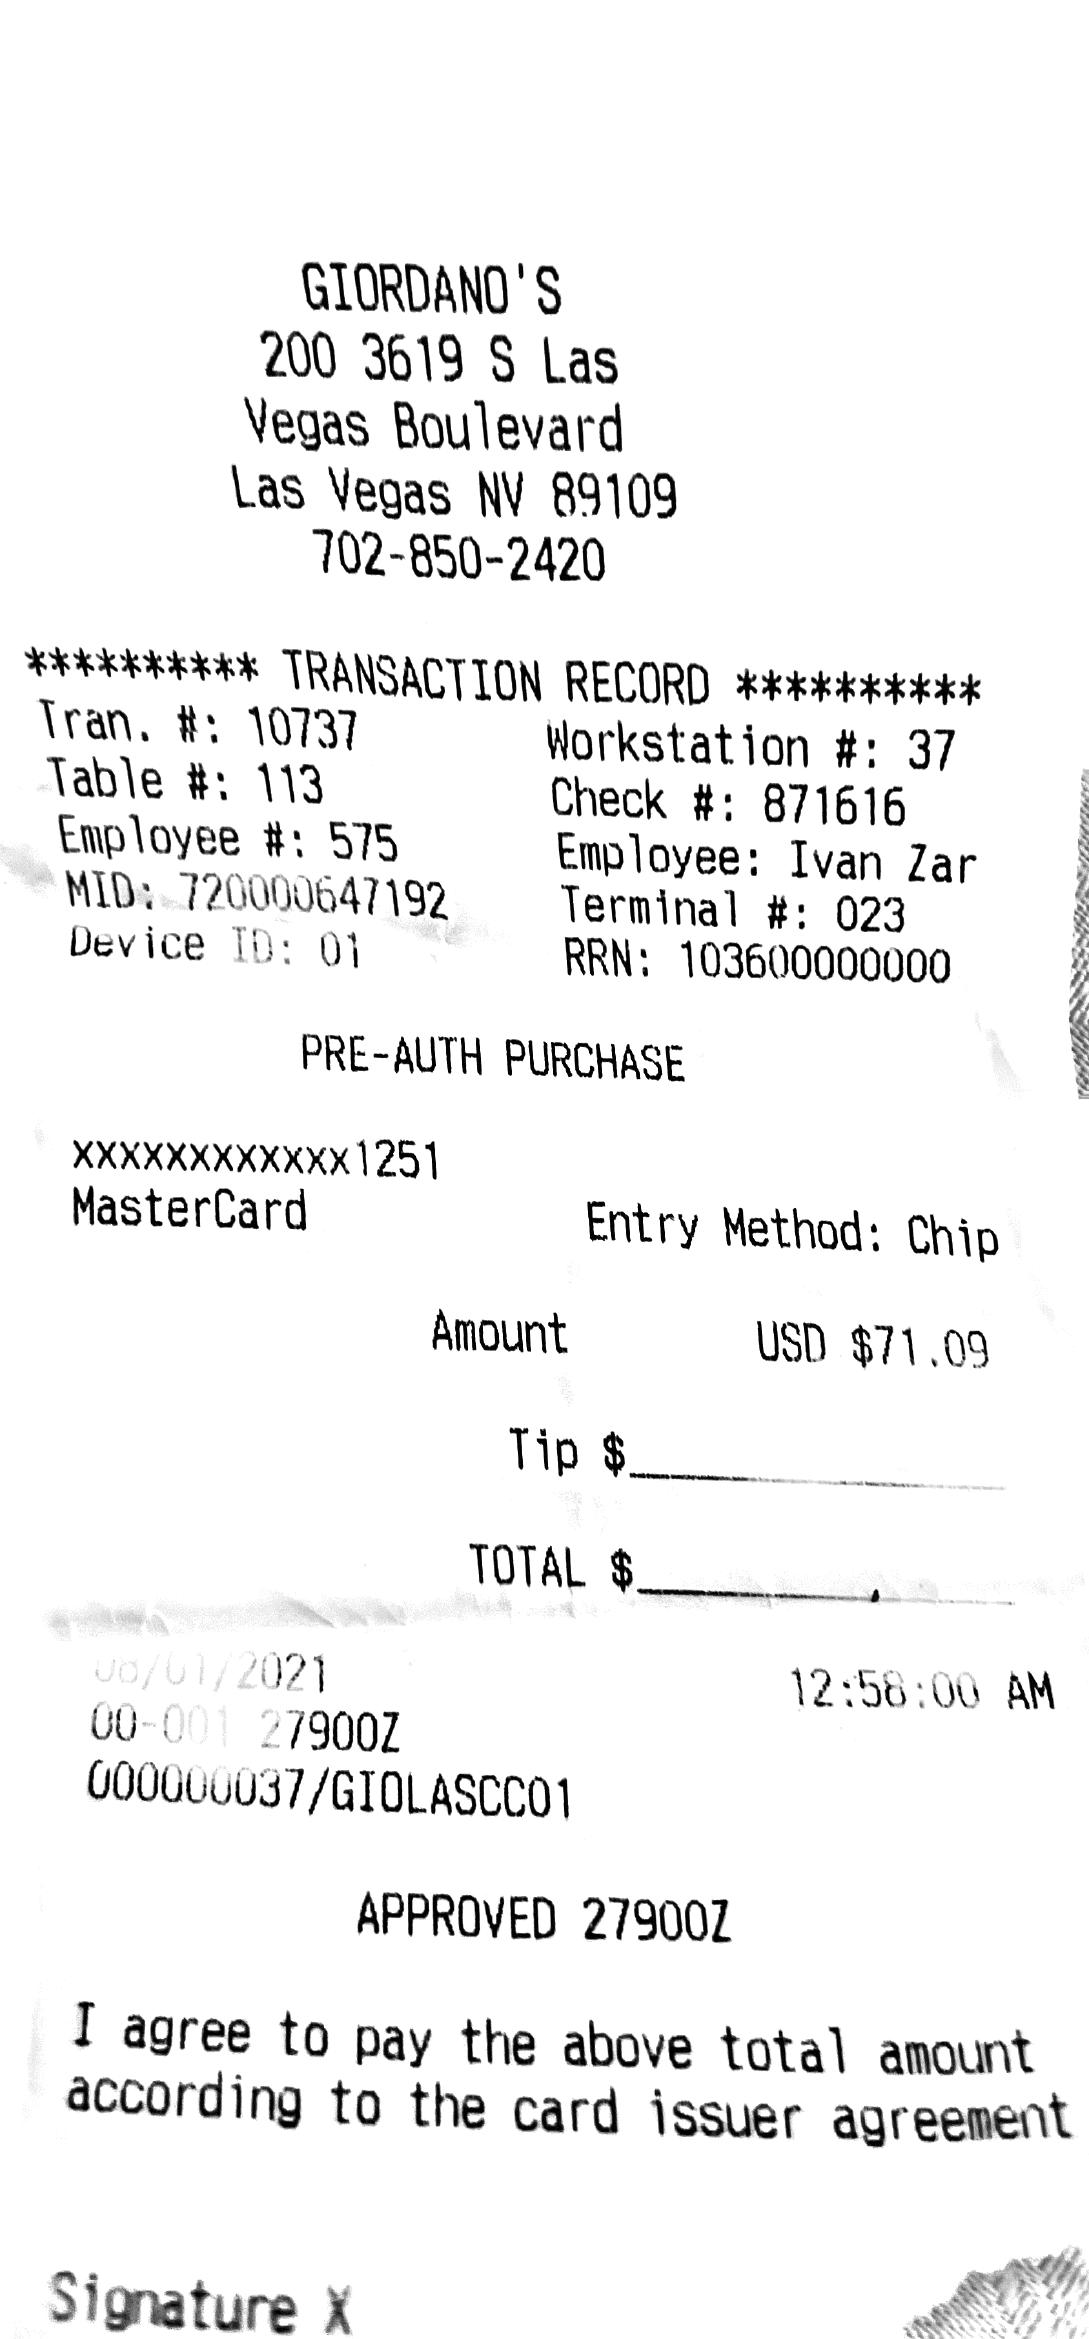 GIORDANO'S
200 3619 S Las
Vegas Boulevard
Las Vegas NV 89109
702-850-2420
********** TRANSACTION RECORD **********
Tran. #: 10737 Workstation #: 37
Table #: 113 Check #: 871616
Employee #: 575 Employee: Ivan Zar
MID: 720000647192 Terminal #: 023
Device ID: 01 RRN: 103600000000
PRE-AUTH PURCHASE
xxxxxxxxxxxx1251
MasterCard Entry Method: Chip
Amount USD $71.09
Tip $
TOTAL $
08/01/2021 12:58:00 AM
00-001 27900Z
000000037/GIOLASCC01
APPROVED 27900Z
I agree to pay the above total amount
according to the card issuer agreement
Signature X